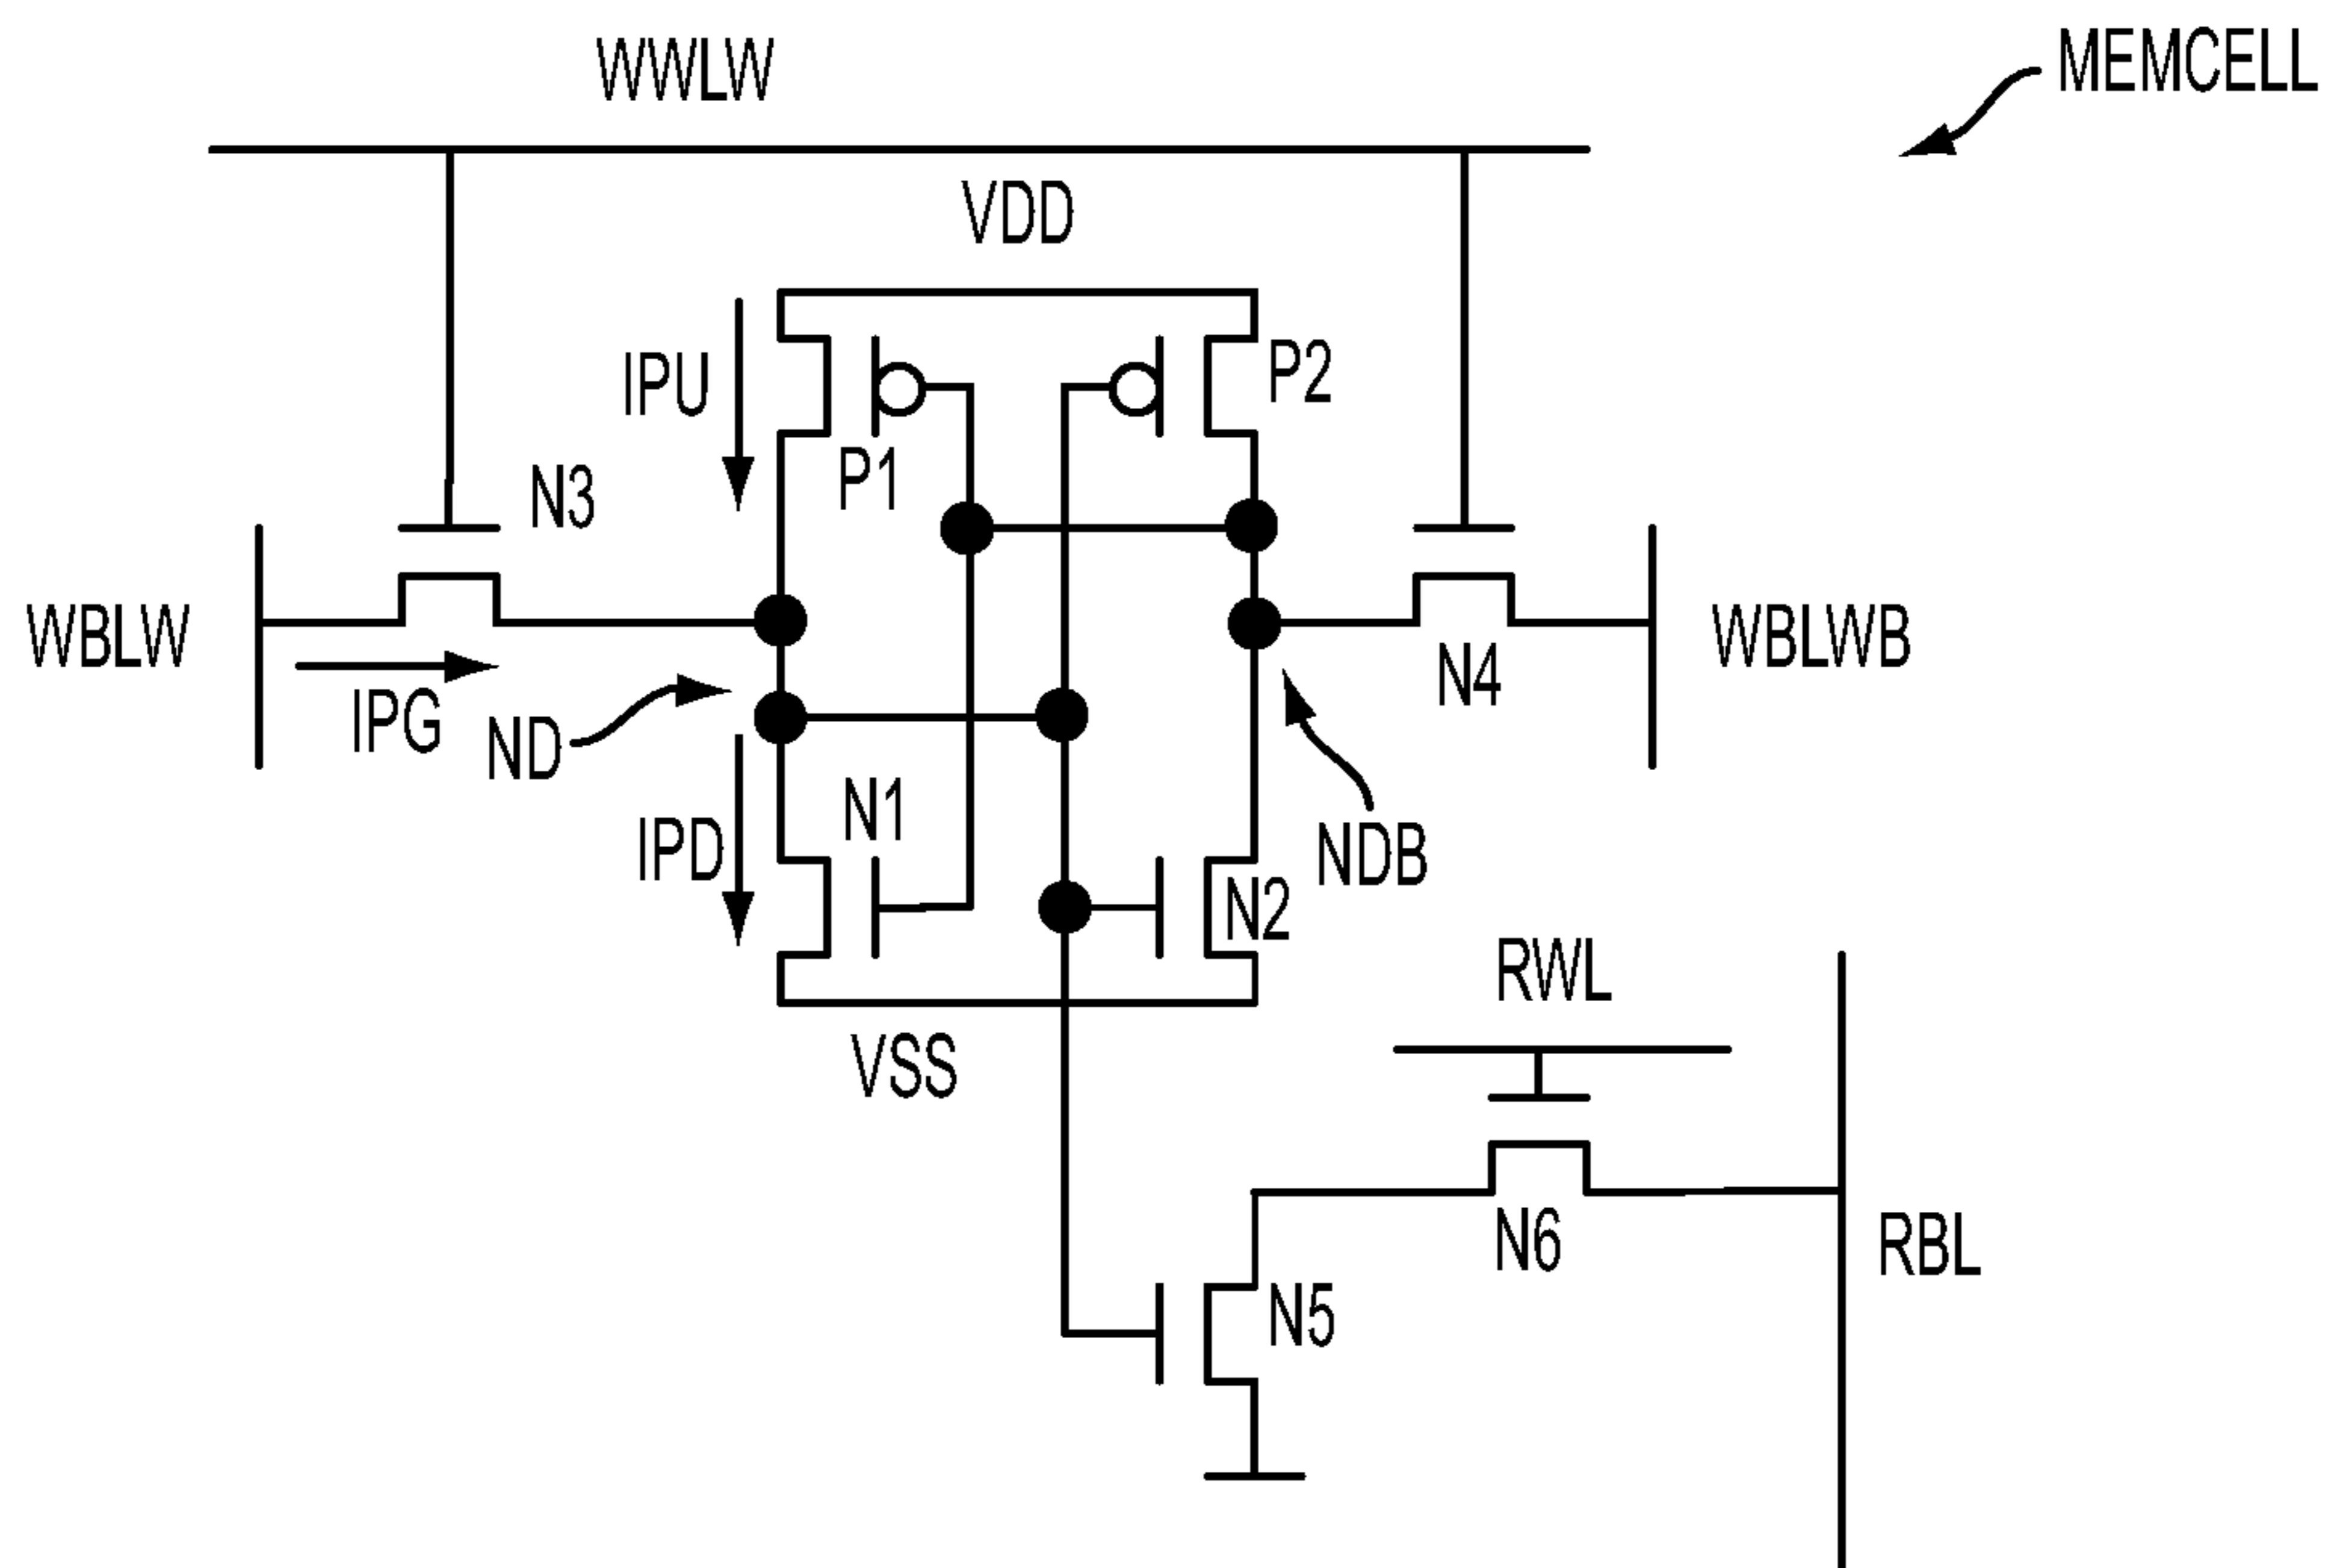 WWLW
MEMCELL
VDD
IPU
P2
P1
N3
WBLW
WBLWB
N4
IPG
ND
N1
IPD
NDB
N2
RWL
VSS
N6
RBL
N5